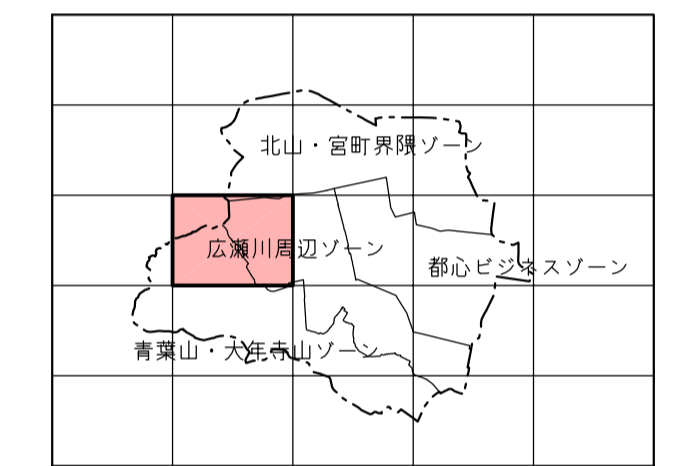 北山・宮町界隈ゾーン
広瀬川周辺ゾーン
都心ビジネスゾーン
青葉山・大年寺山ゾーン